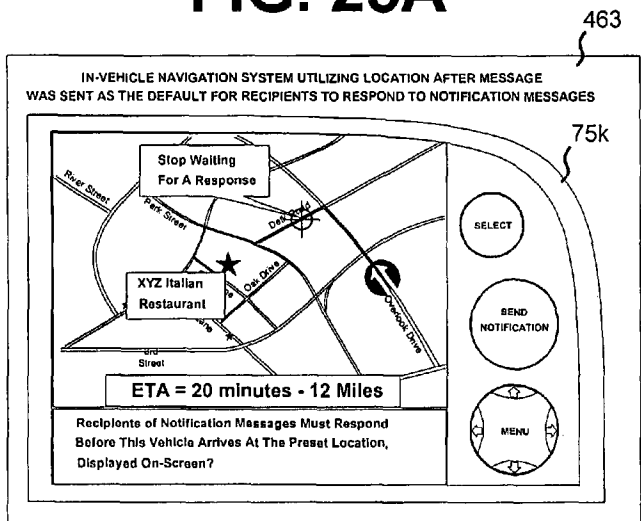 FIG. 26A
463
IN-VEHICLE NAVIGATION SYSTEM UTILIZING LOCATION AFTER MESSAGE
WAS SENT AS THE DEFAULT FOR RECIPIENTS TO RESPOND TO NOTIFICATION MESSAGES
75k
Stop Waiting
For A Response
River Street
Park Street
SELECT
XYZ Italian
Restaurant
Oak Drive
Overlook Drive
SEND
NOTIFICATION
Street
ETA = 20 minutes - 12 Miles
Recipients of Notification Messages Must Respond
Before This Vehicle Arrives At The Preset Location,
Displayed On-Screen?
MENU